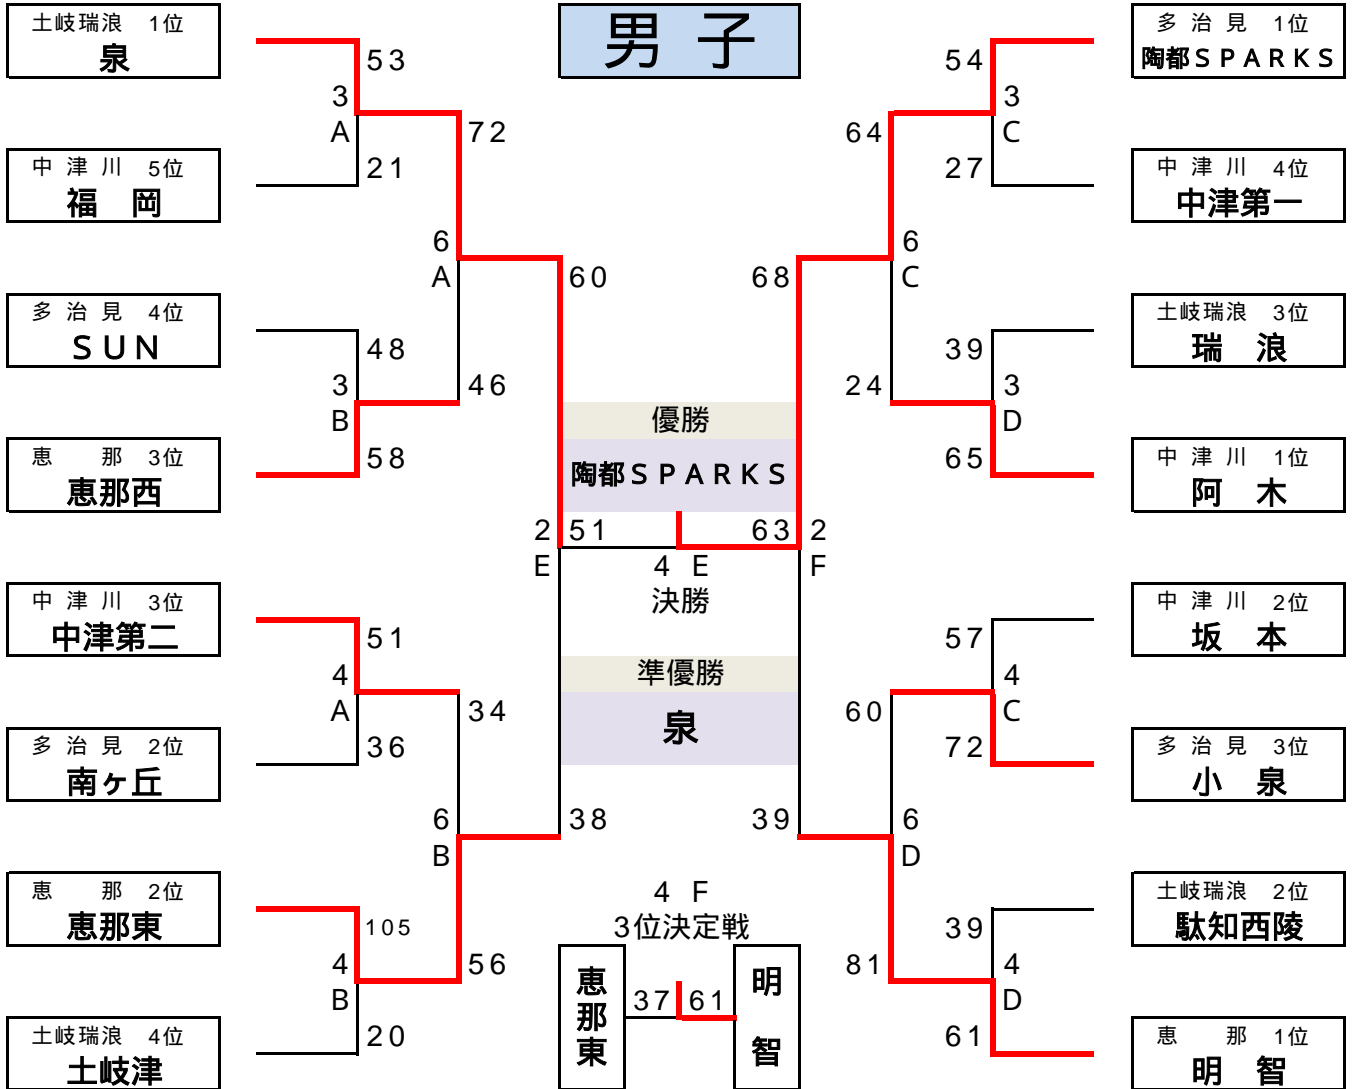 男 子
土岐瑞浪 1位
泉
中 津 川 5位
福 岡
多 治 見 4位
ＳＵＮ
恵 那 3位
恵那西
中 津 川 3位
中津第二
多 治 見 2位
南ヶ丘
恵 那 2位
恵那東
土岐瑞浪 4位
土岐津
53
3
A
21
72
6
A
48
3
B
58
46
60
2
E
51
4
A
36
34
6
B
38
105
4
B
20
56
優勝
陶都ＳＰＡＲＫＳ
51
63
4 E
決勝
準優勝
泉
4 F
3位決定戦
恵那東
37
61
明智
68
2
F
39
64
6
C
24
60
6
D
81
54
3
C
27
39
3
D
65
57
4
C
72
39
4
D
61
多 治 見 1位
陶都ＳＰＡＲＫＳ
中 津 川 4位
中津第一
土岐瑞浪 3位
瑞 浪
中 津 川 1位
阿 木
中 津 川 2位
坂 本
多 治 見 3位
小 泉
土岐瑞浪 2位
駄知西陵
恵 那 1位
明 智